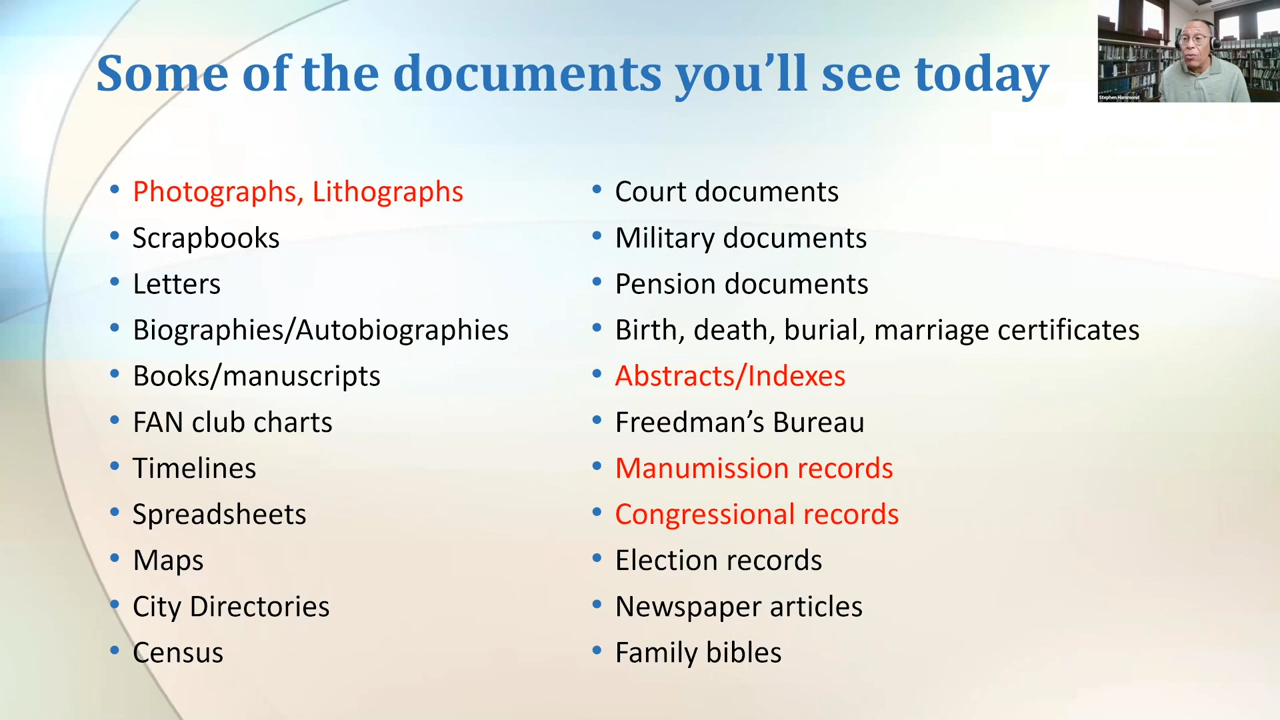 Some of the documents you'll see today
Stephen Hammond
• Photographs, Lithographs
• Scrapbooks
• Letters
• Biographies/Autobiographies
• Books/manuscripts
• FAN club charts
• Timelines
• Spreadsheets
• Maps
• City Directories
• Census
• Court documents
• Military documents
• Pension documents
• Birth, death, burial, marriage certificates
• Abstracts/Indexes
• Freedman's Bureau
• Manumission records
• Congressional records
• Election records
• Newspaper articles
• Family bibles